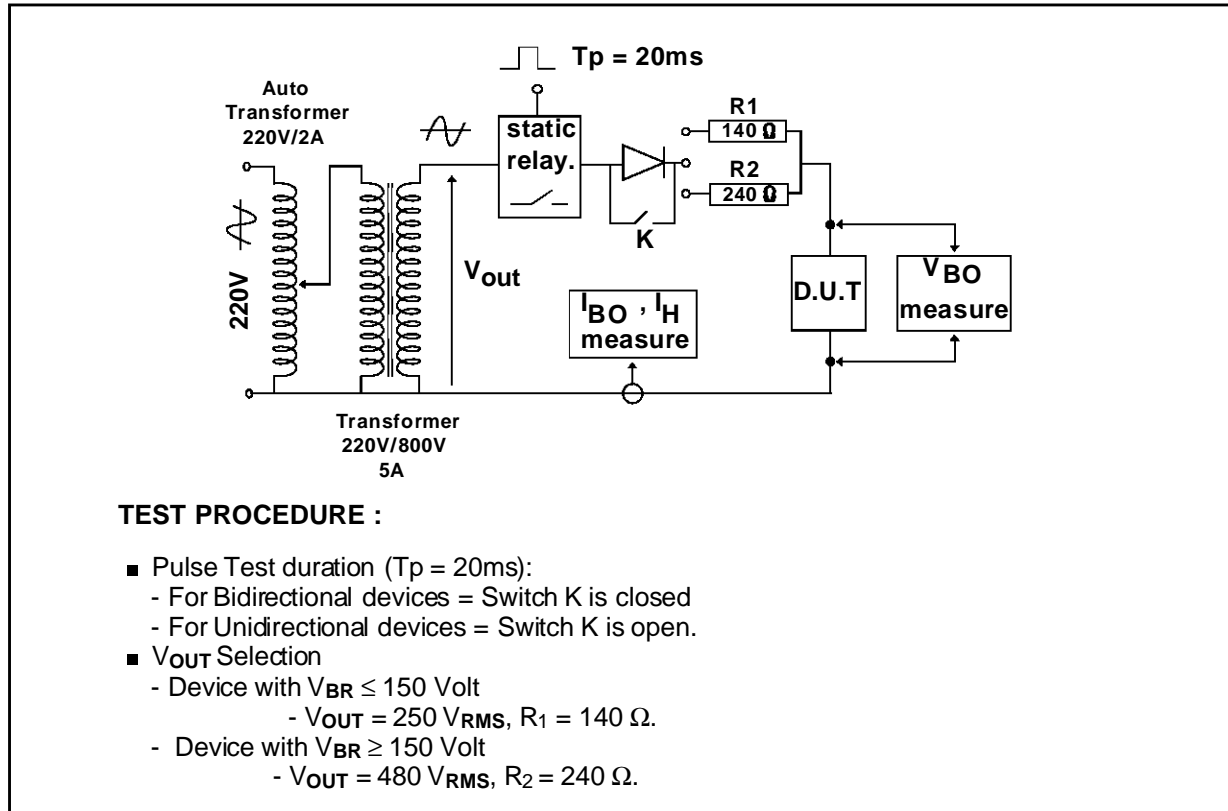 Tp = 20ms
Auto
Transformer
220V/2A
220V
Vout
static
relay.
K
R1
140 Ω
R2
240 Ω
IBO , IH
measure
D.U.T
VBO
measure
Transformer
220V/800V
5A
TEST PROCEDURE :
■ Pulse Test duration (Tp = 20ms):
- For Bidirectional devices = Switch K is closed
- For Unidirectional devices = Switch K is open.
■ VOUT Selection
- Device with VBR ≤ 150 Volt
- VOUT = 250 VRMS, R1 = 140 Ω.
- Device with VBR ≥ 150 Volt
- VOUT = 480 VRMS, R2 = 240 Ω.